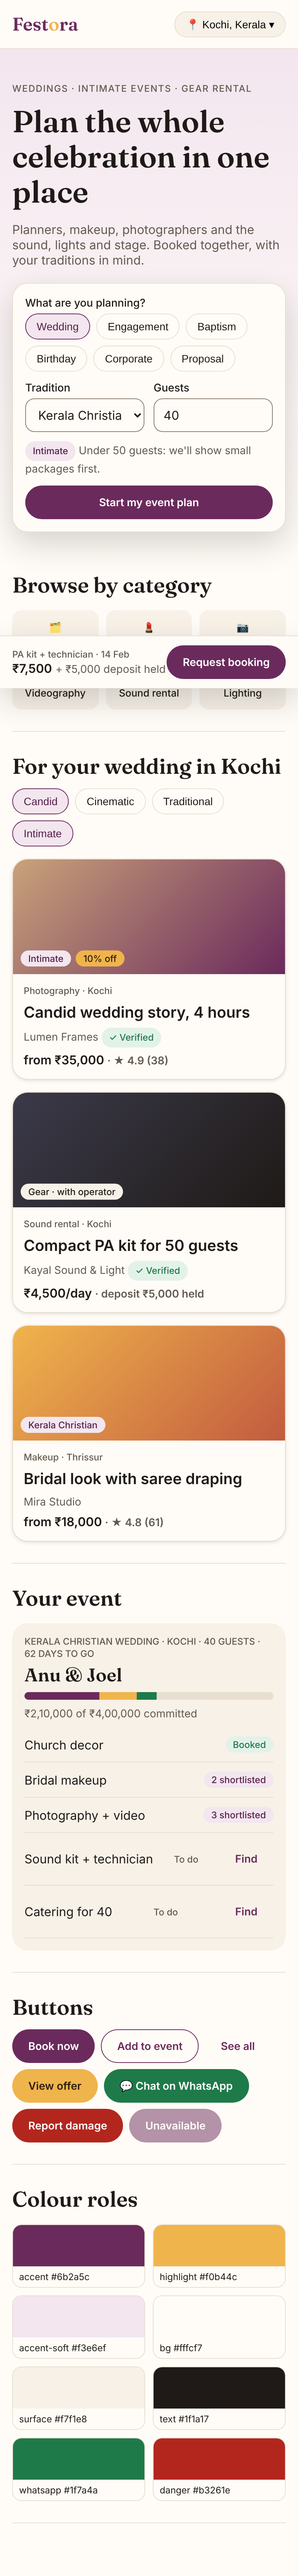 Festora
📍 Kochi, Kerala ▾
WEDDINGS · INTIMATE EVENTS · GEAR RENTAL
Plan the whole
celebration in one
place
Planners, makeup, photographers and the
sound, lights and stage. Booked together, with
your traditions in mind.
What are you planning?
Wedding Engagement Baptism
Birthday Corporate Proposal
Tradition Guests
Kerala Christia 40
Intimate Under 50 guests: we'll show small
packages first.
Start my event plan
Browse by category
PA kit + technician · 14 Feb
₹7,500 + ₹5,000 deposit held
Request booking
Videography Sound rental Lighting
For your wedding in Kochi
Candid Cinematic Traditional
Intimate
Intimate 10% off
Photography · Kochi
Candid wedding story, 4 hours
Lumen Frames ✓ Verified
from ₹35,000 · ★ 4.9 (38)
Gear · with operator
Sound rental · Kochi
Compact PA kit for 50 guests
Kayal Sound & Light ✓ Verified
₹4,500/day · deposit ₹5,000 held
Kerala Christian
Makeup · Thrissur
Bridal look with saree draping
Mira Studio
from ₹18,000 · ★ 4.8 (61)
Your event
KERALA CHRISTIAN WEDDING · KOCHI · 40 GUESTS ·
62 DAYS TO GO
Anu & Joel
₹2,10,000 of ₹4,00,000 committed
Church decor Booked
Bridal makeup 2 shortlisted
Photography + video 3 shortlisted
Sound kit + technician To do Find
Catering for 40 To do Find
Buttons
Book now Add to event See all
View offer 💬 Chat on WhatsApp
Report damage Unavailable
Colour roles
accent #6b2a5c highlight #f0b44c
accent-soft #f3e6ef bg #fffcf7
surface #f7f1e8 text #1f1a17
whatsapp #1f7a4a danger #b3261e